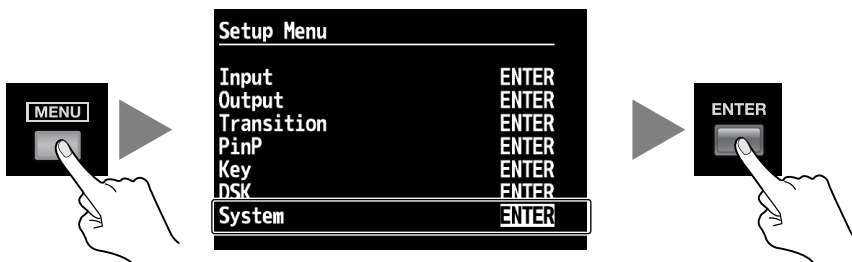 MENU
Setup Menu
Input ENTER
Output ENTER
Transition ENTER
PinP ENTER
Key ENTER
DSK ENTER
System ENTER
ENTER